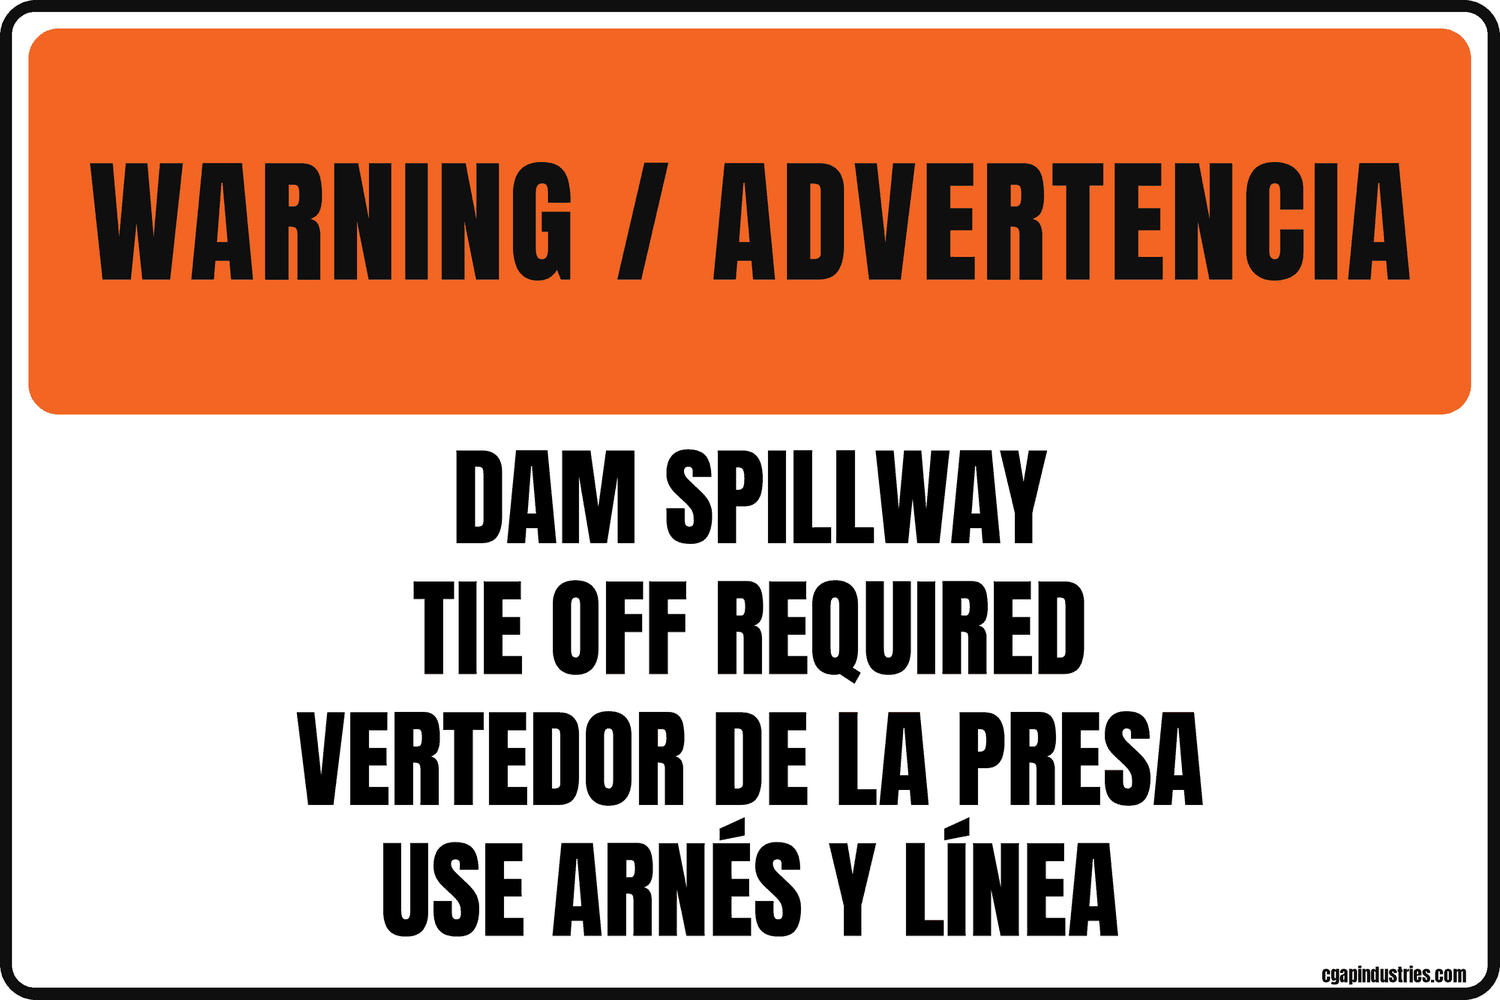 WARNING / ADVERTENCIA
DAM SPILLWAY
TIE OFF REQUIRED
VERTEDOR DE LA PRESA
USE ARNÉS Y LÍNEA
cgapindustries.com